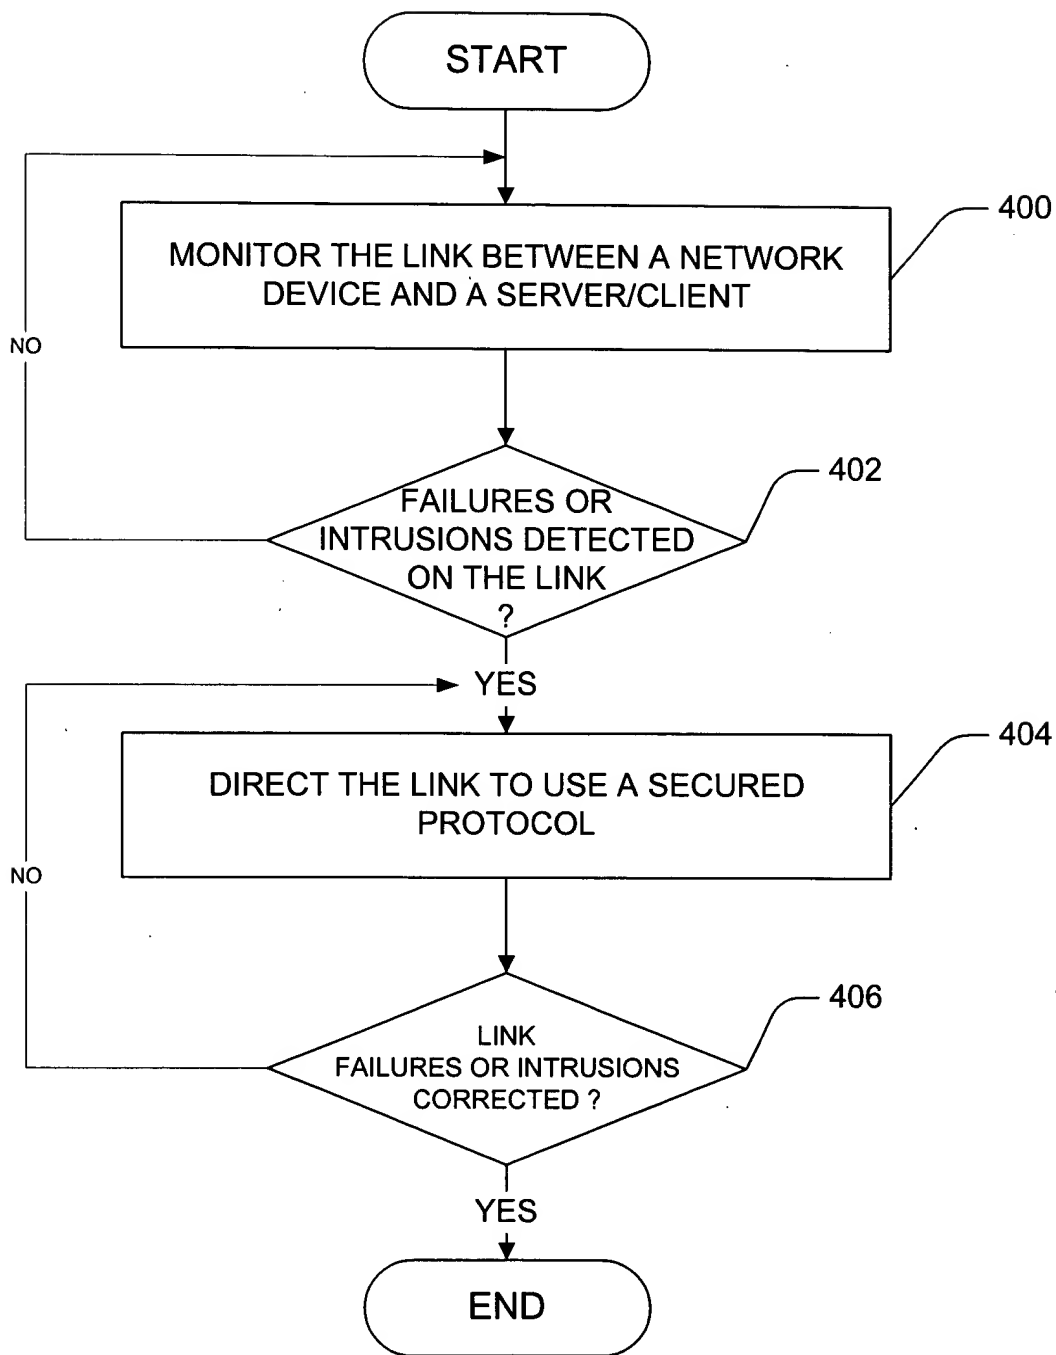 START
400
MONITOR THE LINK BETWEEN A NETWORK
DEVICE AND A SERVER/CLIENT
NO
402
FAILURES OR
INTRUSIONS DETECTED
ON THE LINK
?
YES
404
DIRECT THE LINK TO USE A SECURED
PROTOCOL
NO
406
LINK
FAILURES OR INTRUSIONS
CORRECTED ?
YES
END